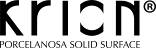 KRION®
PORCELANOSA SOLID SURFACE